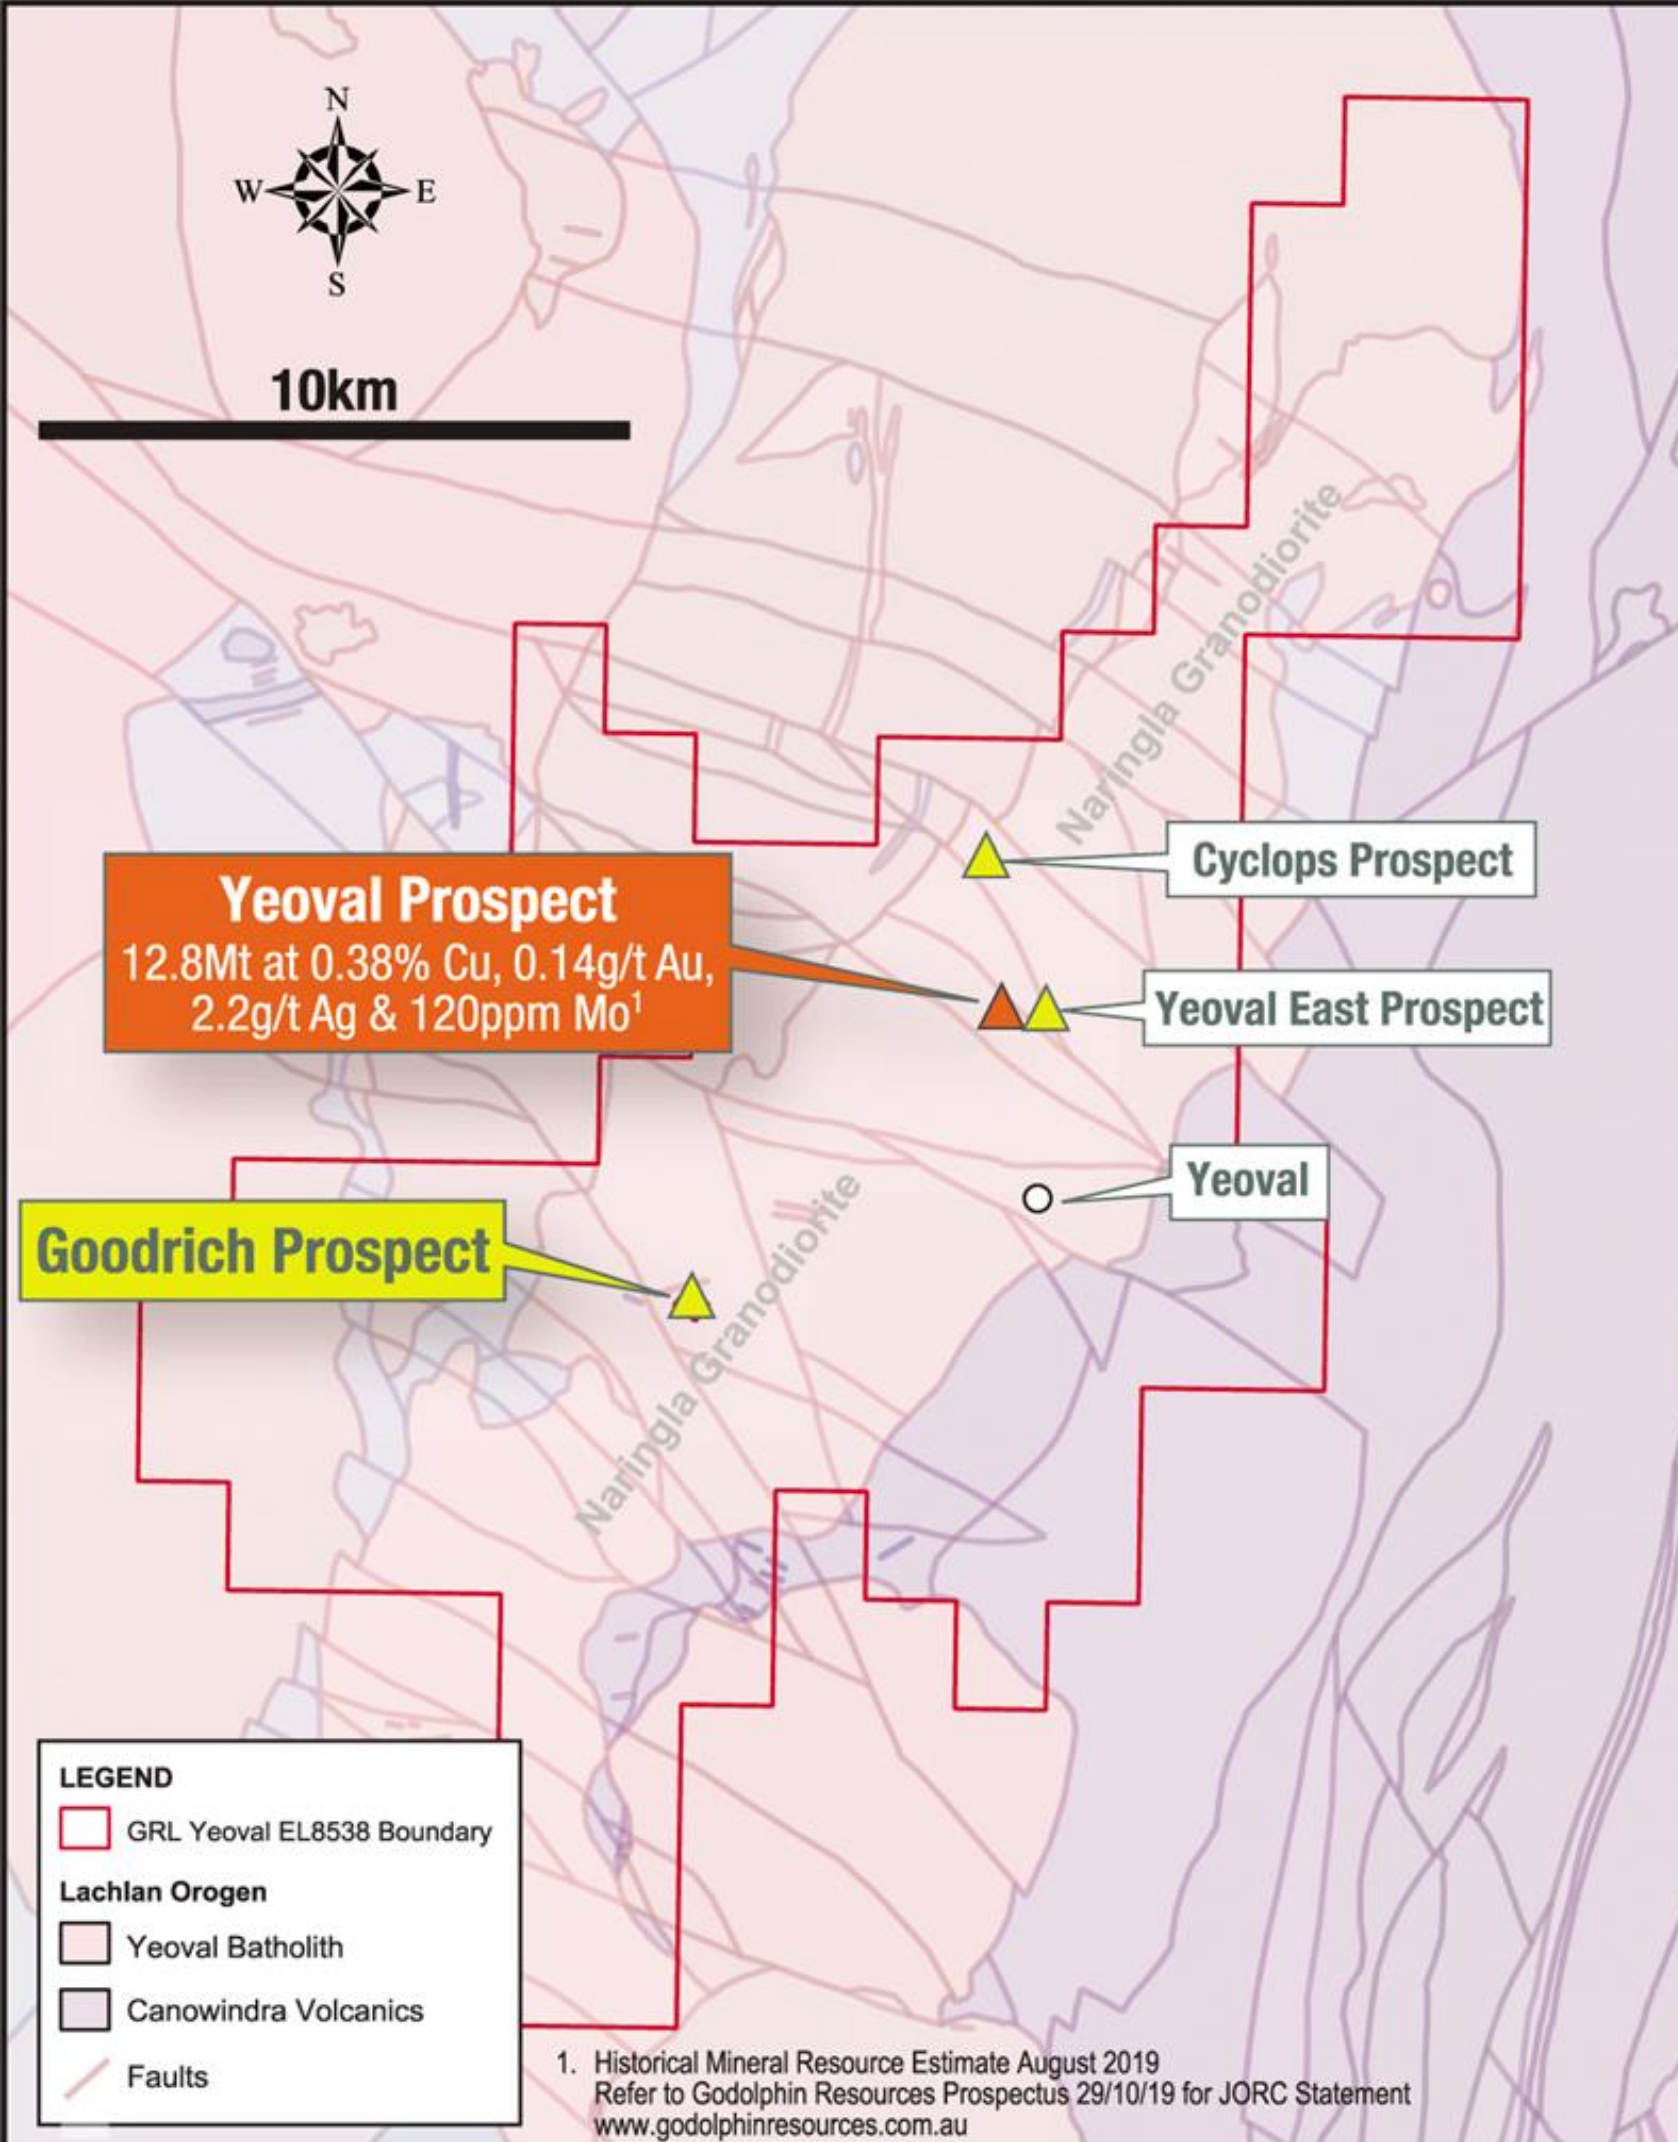 N
W E
S
10km
Naringla Granodiorite
Cyclops Prospect
Yeoval Prospect
12.8Mt at 0.38% Cu, 0.14g/t Au,
2.2g/t Ag & 120ppm Mo¹
Yeoval East Prospect
Yeoval
Goodrich Prospect
Naringla Granodiorite
LEGEND
GRL Yeoval EL8538 Boundary
Lachlan Orogen
Yeoval Batholith
Canowindra Volcanics
Faults
1. Historical Mineral Resource Estimate August 2019
Refer to Godolphin Resources Prospectus 29/10/19 for JORC Statement
www.godolphinresources.com.au